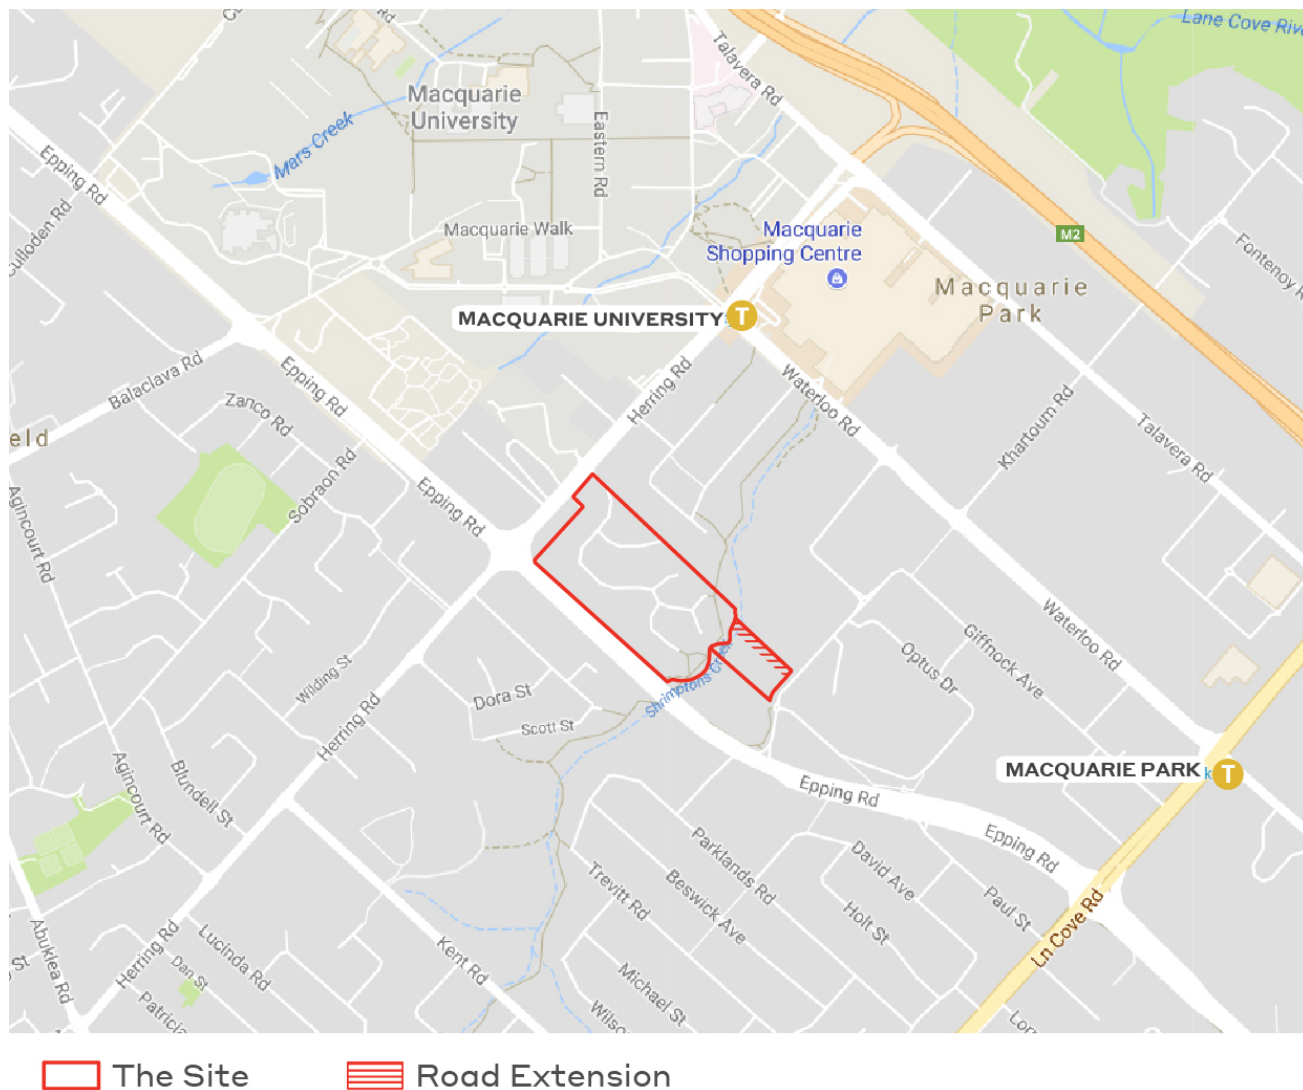 Rd
Lane Cove Rive
Talavera Rd
Macquarie
University
Eastern Rd
Mars Creek
Epping Rd
Culloden Rd
Macquarie Walk
Macquarie
Shopping Centre
M2
Fontenoy R
Macquarie
Park
MACQUARIE UNIVERSITY
T
Balaclava Rd
Epping Rd
Zanco Rd
Herring Rd
Waterloo Rd
Khartoum Rd
Talavera Rd
eld
Sobraon Rd
Epping Rd
Agincourt Rd
Waterloo Rd
Giffnock Ave
Optus Dr
Wilding St
Dora St
Shrimptons Creek
Scott St
Herring Rd
MACQUARIE PARK
k
T
Blundell St
Agincourt Rd
Epping Rd
Epping Rd
Parklands Rd
David Ave
Beswick Ave
Trevitt Rd
Paul St
Holt St
Ln Cove Rd
Abuklea Rd
Herring Rd
Lucinda Rd
Dan St
Kent Rd
Michael St
Patricia
Wilso
The Site
Road Extension